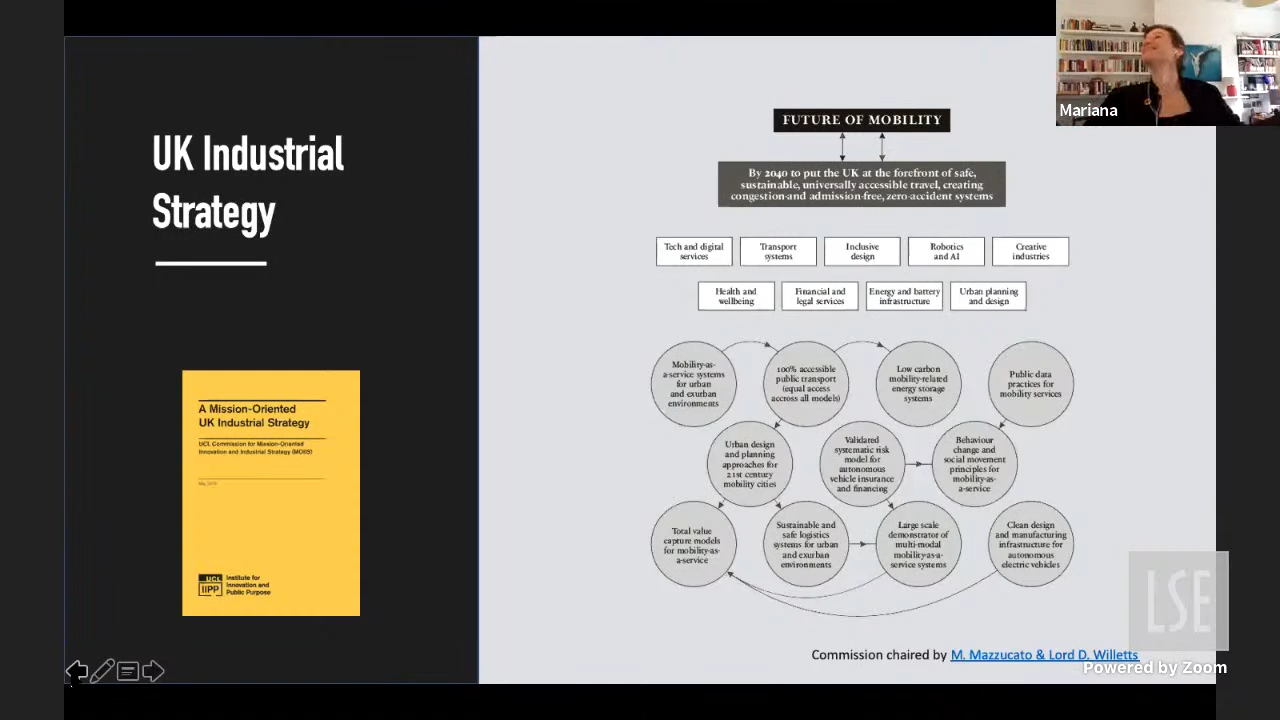 Mariana
UK Industrial
Strategy
A Mission-Oriented
UK Industrial Strategy
UCL Commission for Mission-Oriented
Innovation and Industrial Strategy (MOIIS)
May 2019
UCL
IIPP
Institute for
Innovation and
Public Purpose
FUTURE OF MOBILITY
By 2040 to put the UK at the forefront of safe,
sustainable, universally accessible travel, creating
congestion-and admission-free, zero-accident systems
Tech and digital
services
Transport
systems
Inclusive
design
Robotics
and AI
Creative
industries
Health and
wellbeing
Financial and
legal services
Energy and battery
infrastructure
Urban planning
and design
Mobility-as-
a-service systems
for urban
and exurban
environments
100% accessible
public transport
(equal access
accross all models)
Low carbon
mobility-related
energy storage
systems
Public data
practices for
mobility services
Urban design
and planning
approaches for
21st century
mobility cities
Validated
systematic risk
model for
autonomous
vehicle insurance
and financing
Behaviour
change and
social movement
principles for
mobility-as-
a-service
Total value
capture models
for mobility-as-
a-service
Sustainable and
safe logistics
systems for urban
and exurban
environments
Large scale
demonstrator of
multi-modal
mobility-as-a-
service systems
Clean design
and manufacturing
infrastructure for
autonomous
electric vehicles
Commission chaired by M. Mazzucato & Lord D. Willetts
LSE
Powered by Zoom